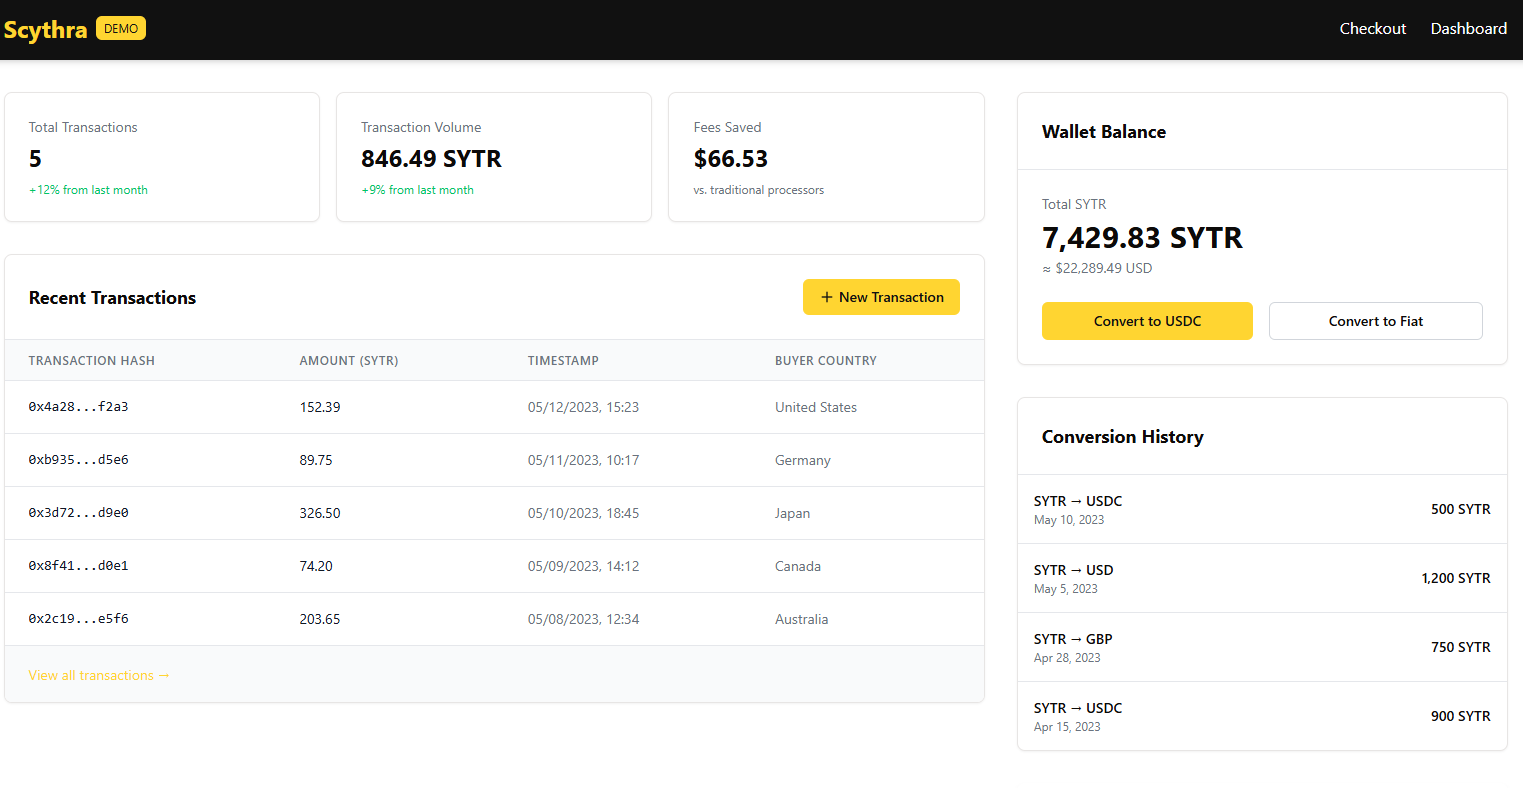 Scythra DEMO
Checkout Dashboard
Total Transactions
5
+12% from last month
Transaction Volume
846.49 SYTR
+9% from last month
Fees Saved
$66.53
vs. traditional processors
Recent Transactions
+ New Transaction
TRANSACTION HASH AMOUNT (SYTR) TIMESTAMP BUYER COUNTRY
0x4a28...f2a3 152.39 05/12/2023, 15:23 United States
0xb935...d5e6 89.75 05/11/2023, 10:17 Germany
0x3d72...d9e0 326.50 05/10/2023, 18:45 Japan
0x8f41...d0e1 74.20 05/09/2023, 14:12 Canada
0x2c19...e5f6 203.65 05/08/2023, 12:34 Australia
View all transactions →
Wallet Balance
Total SYTR
7,429.83 SYTR
≈ $22,289.49 USD
Convert to USDC Convert to Fiat
Conversion History
SYTR → USDC
May 10, 2023
500 SYTR
SYTR → USD
May 5, 2023
1,200 SYTR
SYTR → GBP
Apr 28, 2023
750 SYTR
SYTR → USDC
Apr 15, 2023
900 SYTR